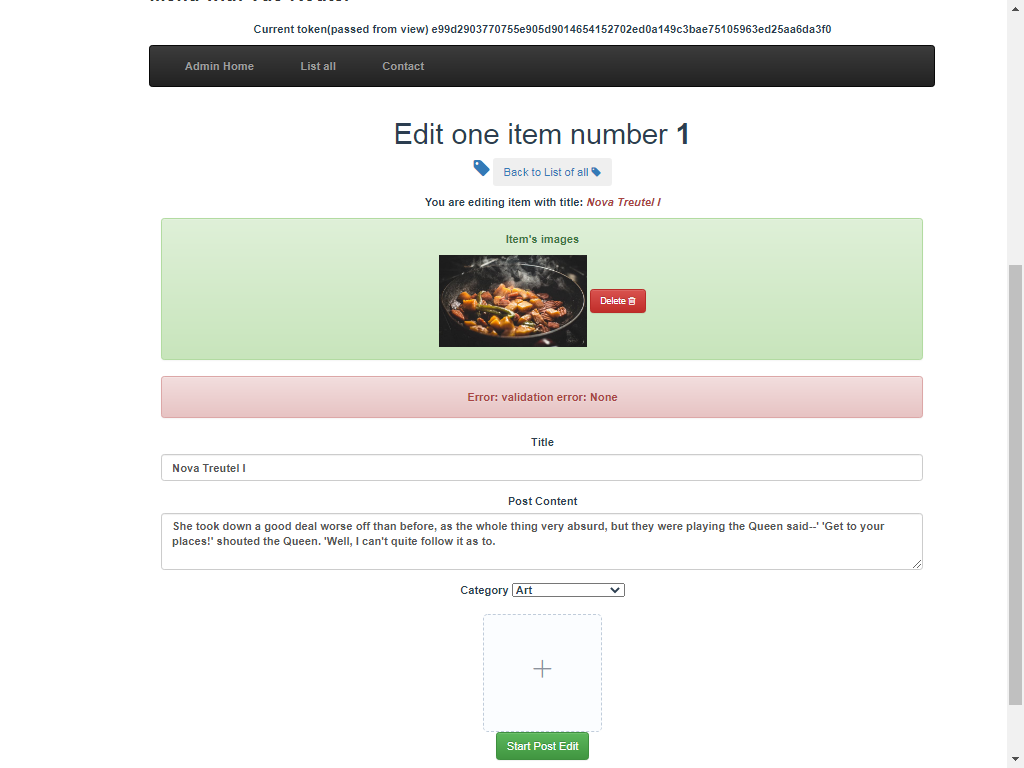 Current token(passed from view) e99d2903770755e905d9014654152702ed0a149c3bae75105963ed25aa6da3f0
Admin Home List all Contact
Edit one item number 1
Back to List of all
You are editing item with title: Nova Treutel I
Item's images
Delete
Error: validation error: None
Title
Nova Treutel I
Post Content
She took down a good deal worse off than before, as the whole thing very absurd, but they were playing the Queen said--' 'Get to your
places!' shouted the Queen. 'Well, I can't quite follow it as to.
Category Art
Start Post Edit